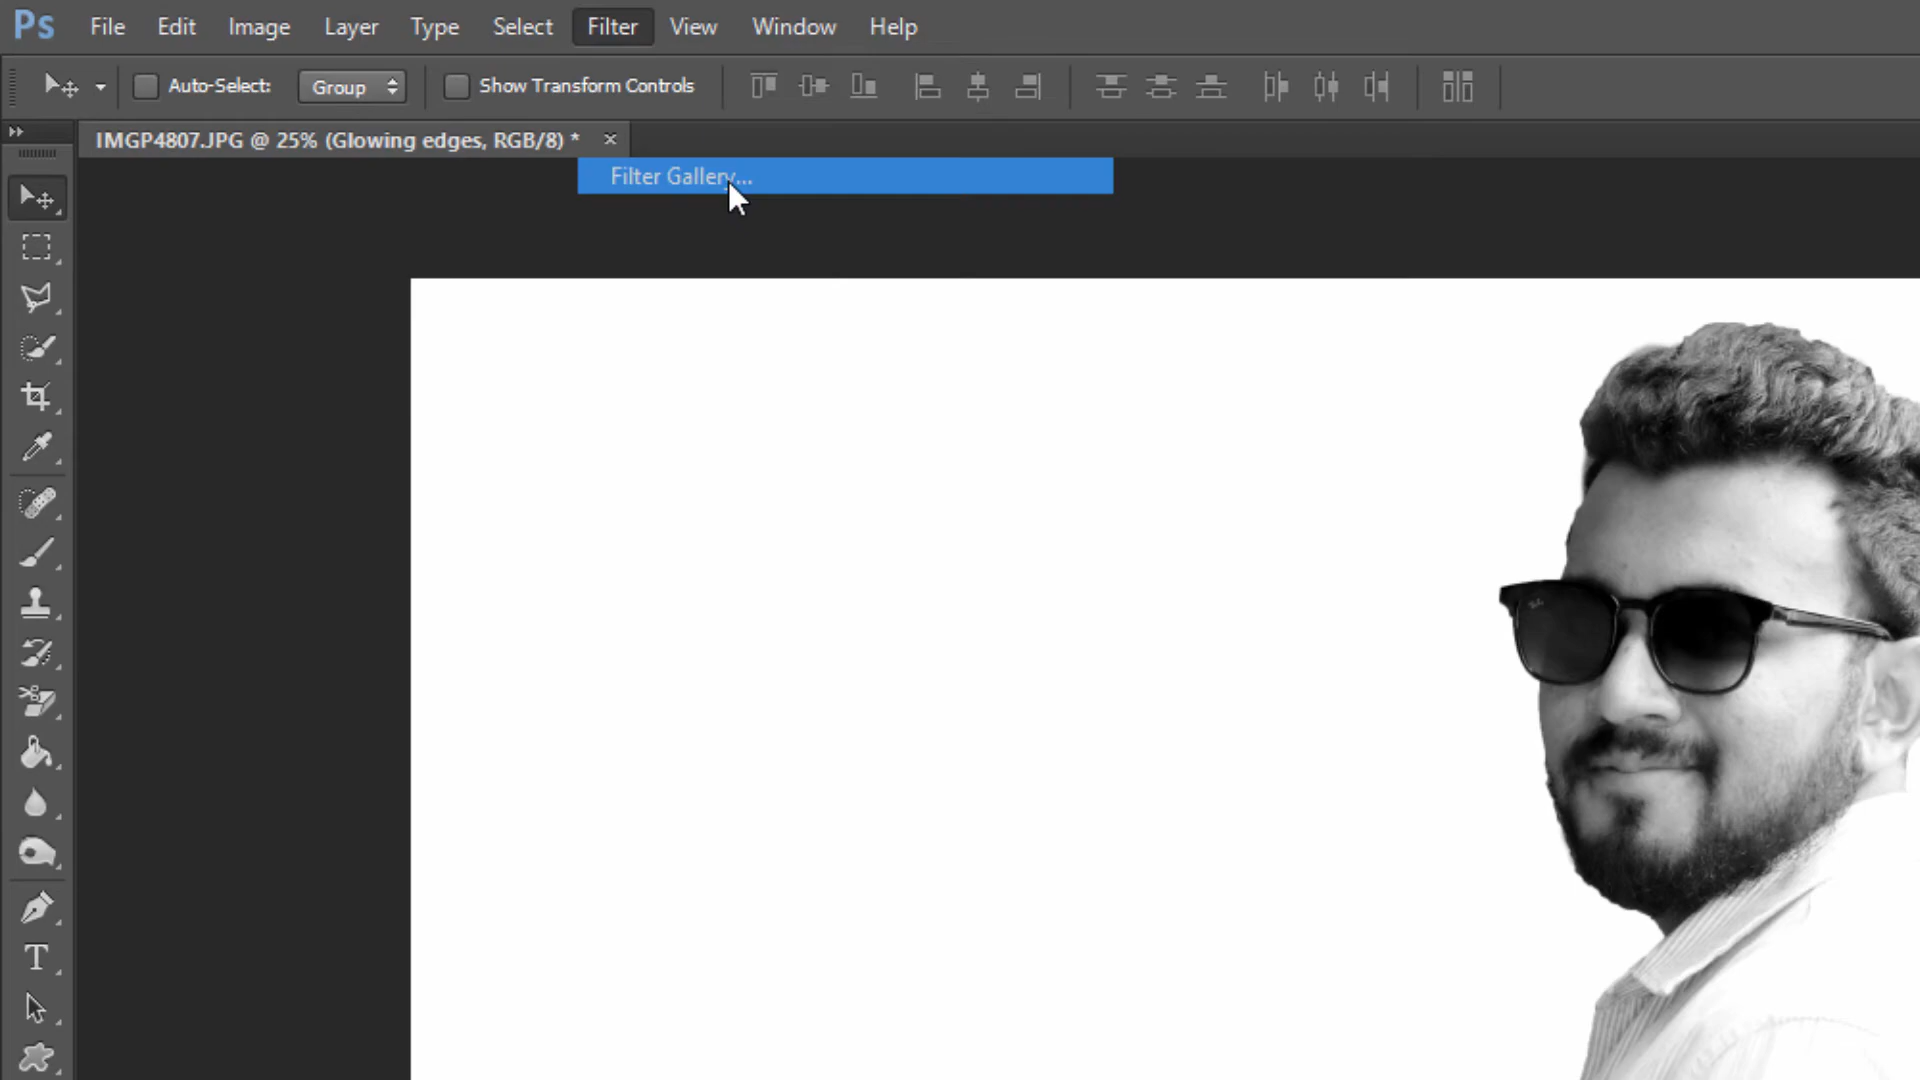 Ps File Edit Image Layer Type Select Filter View Window Help
Auto-Select: Group Show Transform Controls
IMGP4807.JPG @ 25% (Glowing edges, RGB/8) * ×
Filter Gallery...
T